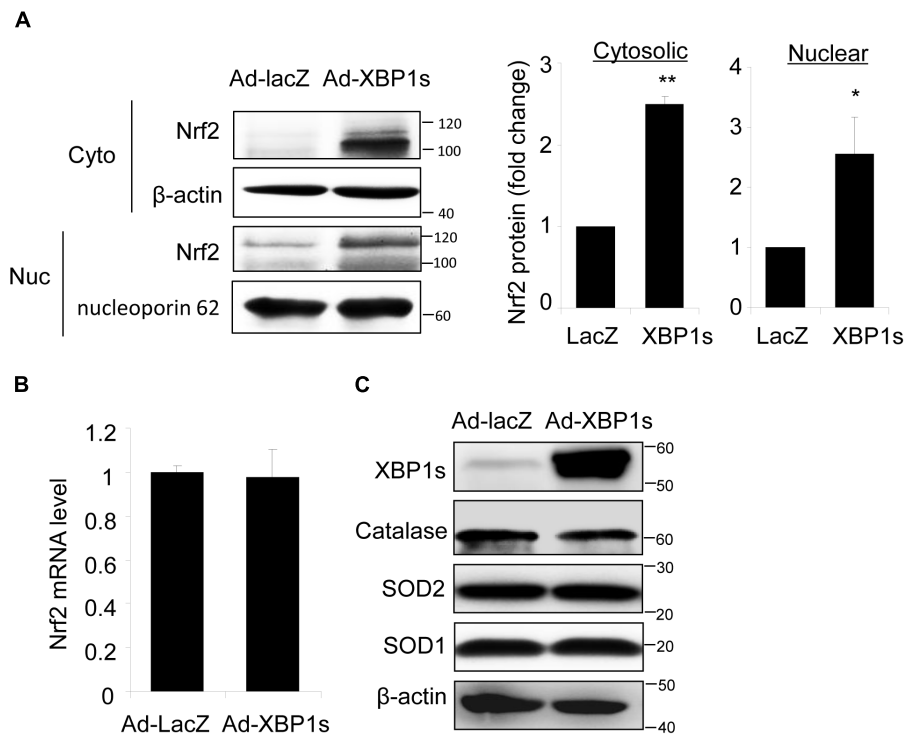 A
Ad-lacZ Ad-XBP1s
Cyto
Nrf2
120
100
β-actin
40
Nuc
Nrf2
120
100
nucleoporin 62
60
Nrf2 protein (fold change)
Cytosolic
3
2
1
0
**
LacZ XBP1s
Nuclear
4
3
2
1
0
*
LacZ XBP1s
B
Nrf2 mRNA level
1.2
1
0.8
0.6
0.4
0.2
0
Ad-LacZ Ad-XBP1s
C
Ad-lacZ Ad-XBP1s
XBP1s
60
50
Catalase
60
SOD2
30
20
SOD1
20
β-actin
50
40